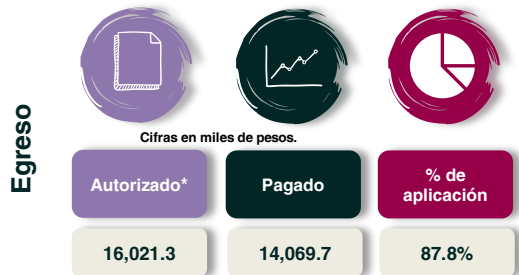 Egreso
Cifras en miles de pesos.
Autorizado*
Pagado
% de
aplicación
16,021.3
14,069.7
87.8%